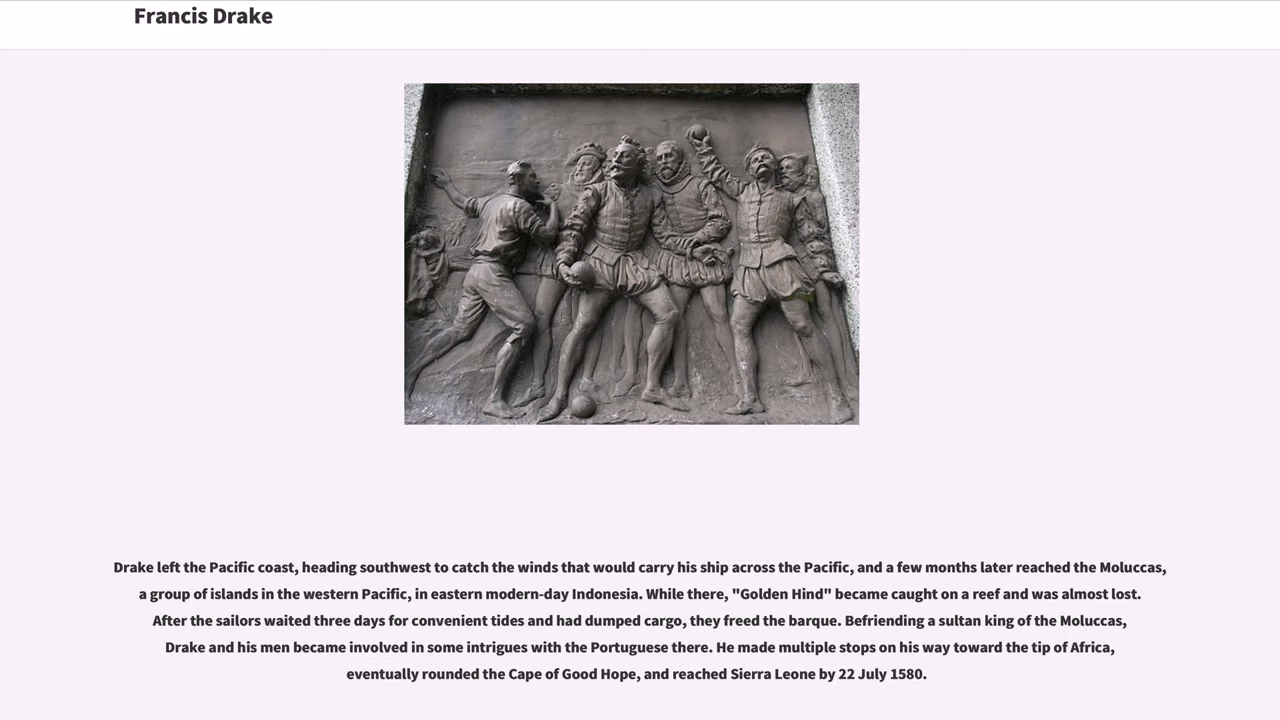 Francis Drake
Drake left the Pacific coast, heading southwest to catch the winds that would carry his ship across the Pacific, and a few months later reached the Moluccas,
a group of islands in the western Pacific, in eastern modern-day Indonesia. While there, "Golden Hind" became caught on a reef and was almost lost.
After the sailors waited three days for convenient tides and had dumped cargo, they freed the barque. Befriending a sultan king of the Moluccas,
Drake and his men became involved in some intrigues with the Portuguese there. He made multiple stops on his way toward the tip of Africa,
eventually rounded the Cape of Good Hope, and reached Sierra Leone by 22 July 1580.